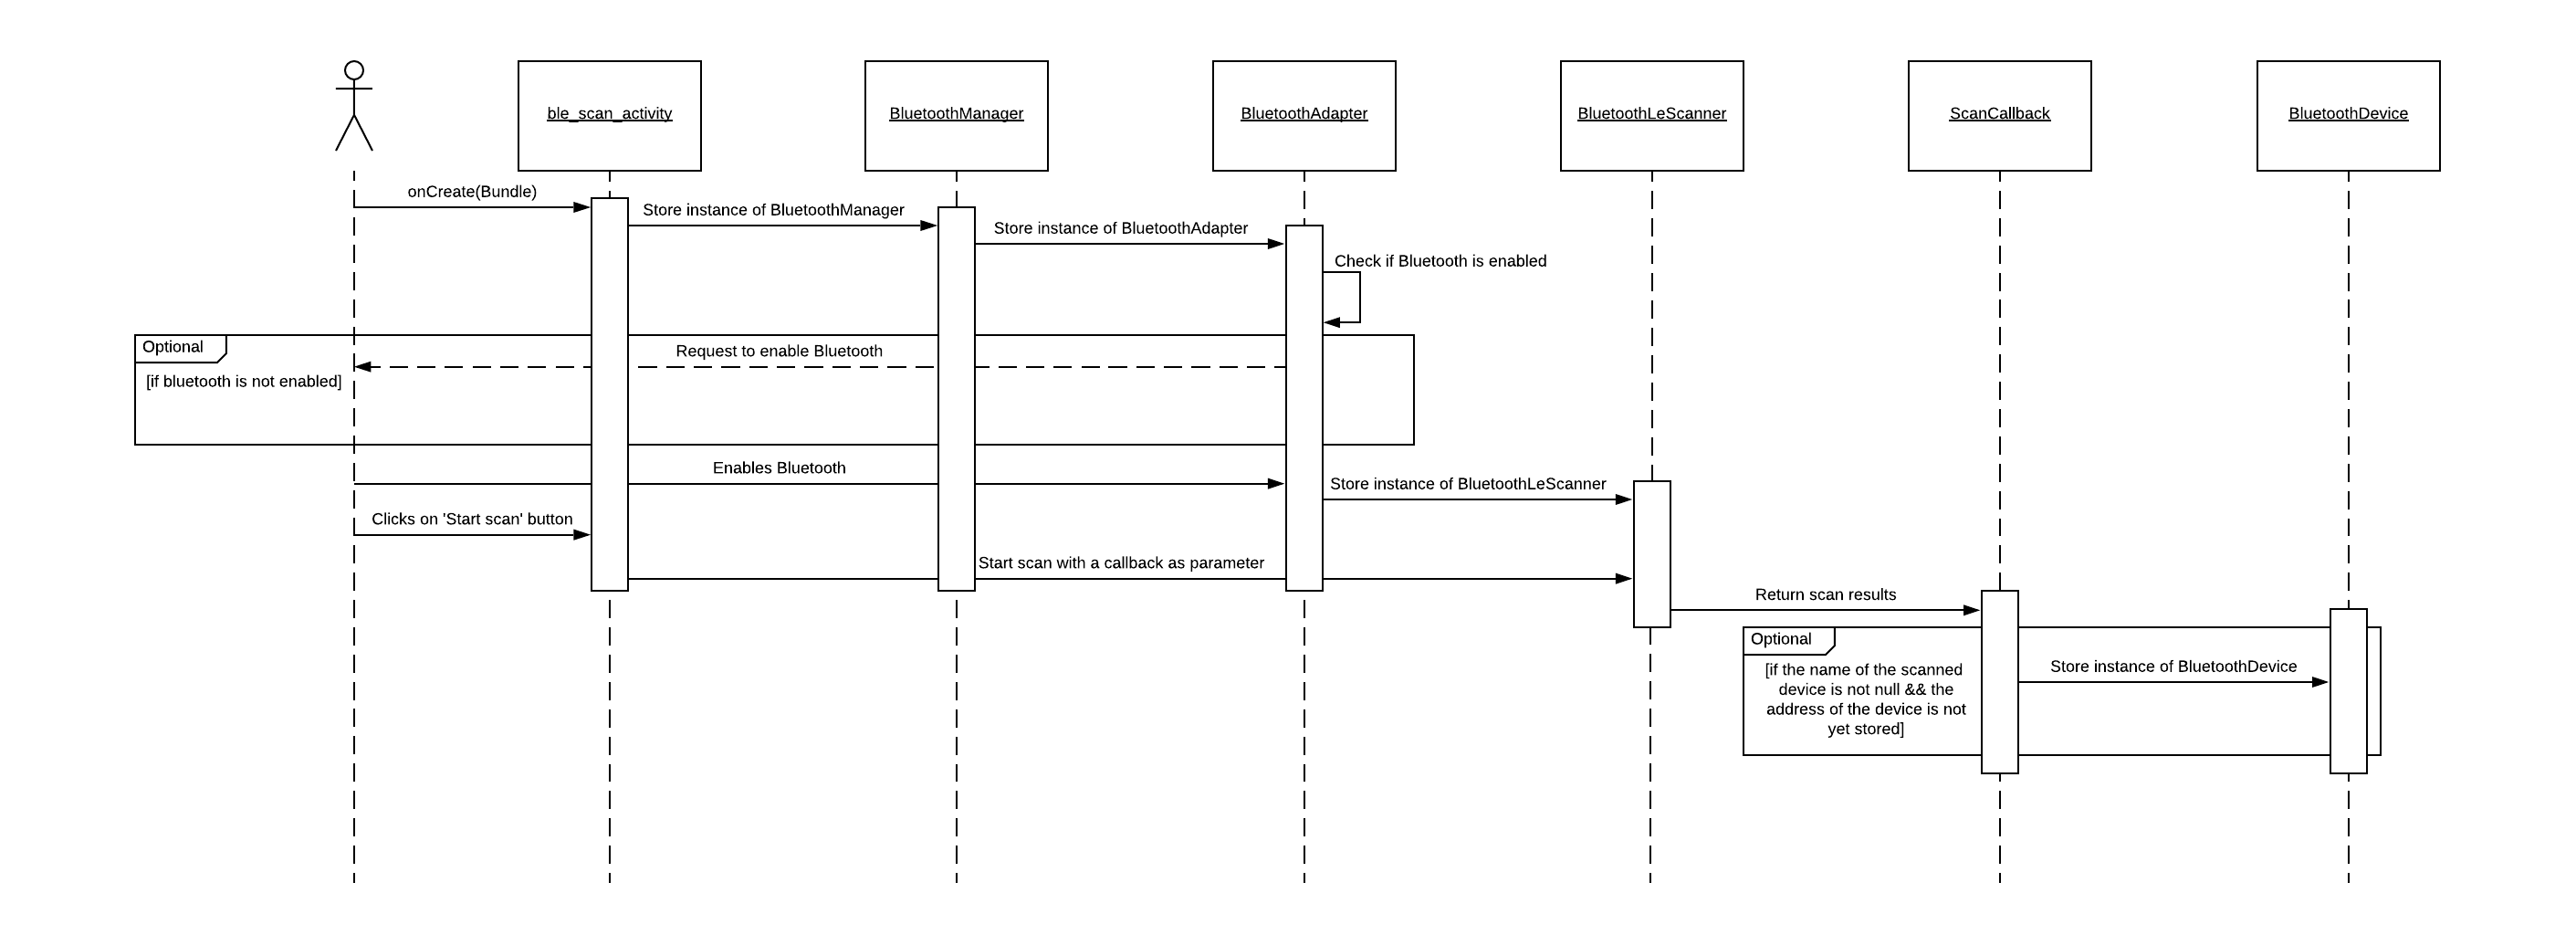 ble_scan_activity
BluetoothManager
BluetoothAdapter
BluetoothLeScanner
ScanCallback
BluetoothDevice
onCreate(Bundle)
Store instance of BluetoothManager
Store instance of BluetoothAdapter
Check if Bluetooth is enabled
Optional
Request to enable Bluetooth
[if bluetooth is not enabled]
Enables Bluetooth
Store instance of BluetoothLeScanner
Clicks on 'Start scan' button
Start scan with a callback as parameter
Return scan results
Optional
[if the name of the scanned
device is not null && the
address of the device is not
yet stored]
Store instance of BluetoothDevice